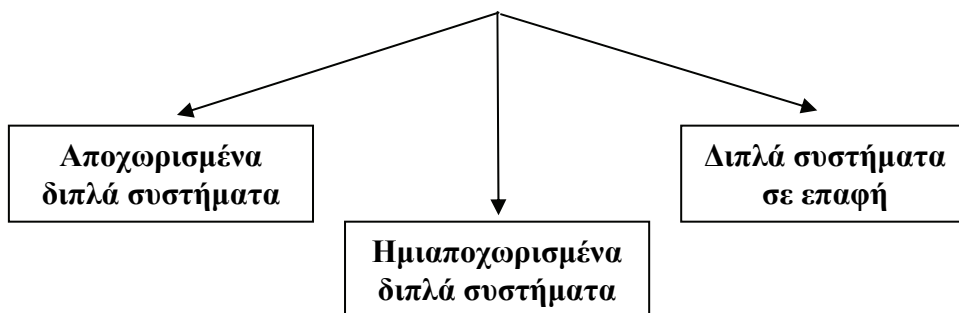 Αποχωρισμένα
διπλά συστήματα
Ημιαποχωρισμένα
διπλά συστήματα
Διπλά συστήματα
σε επαφή